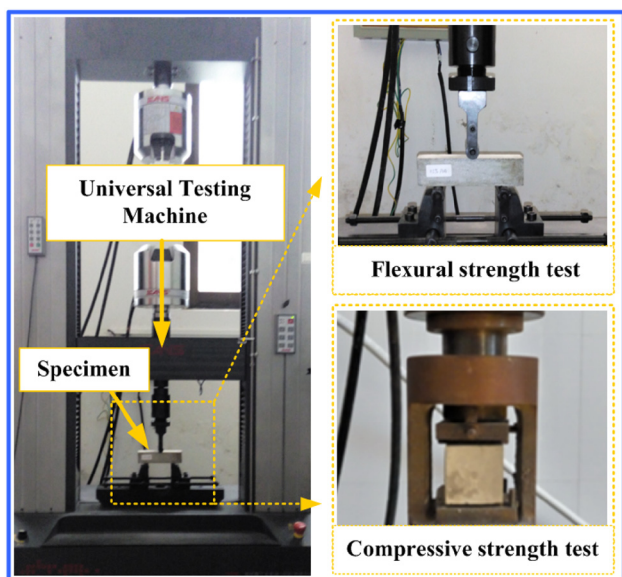 Universal Testing
Machine
Specimen
Flexural strength test
Compressive strength test